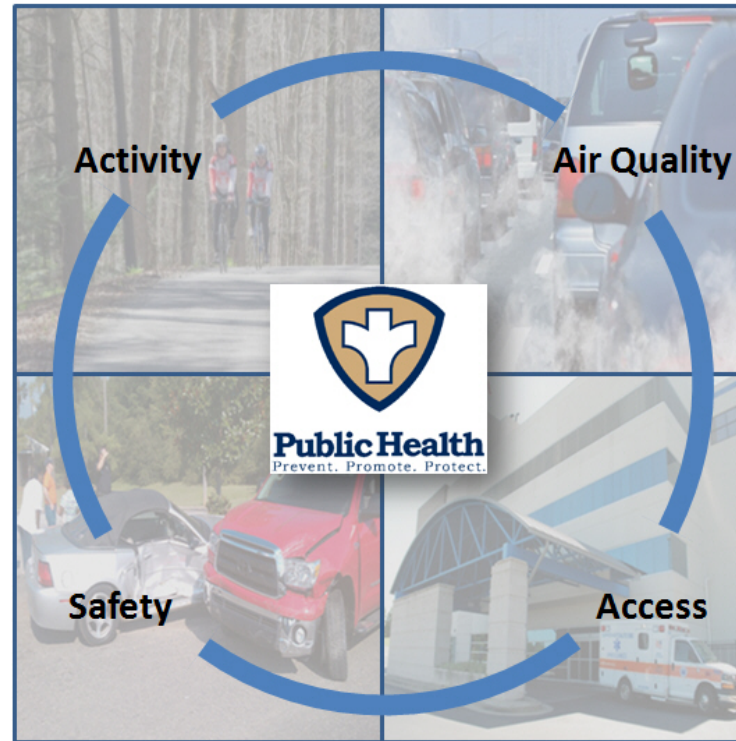 Activity
Air Quality
Public Health
Prevent. Promote. Protect.
Safety
Access